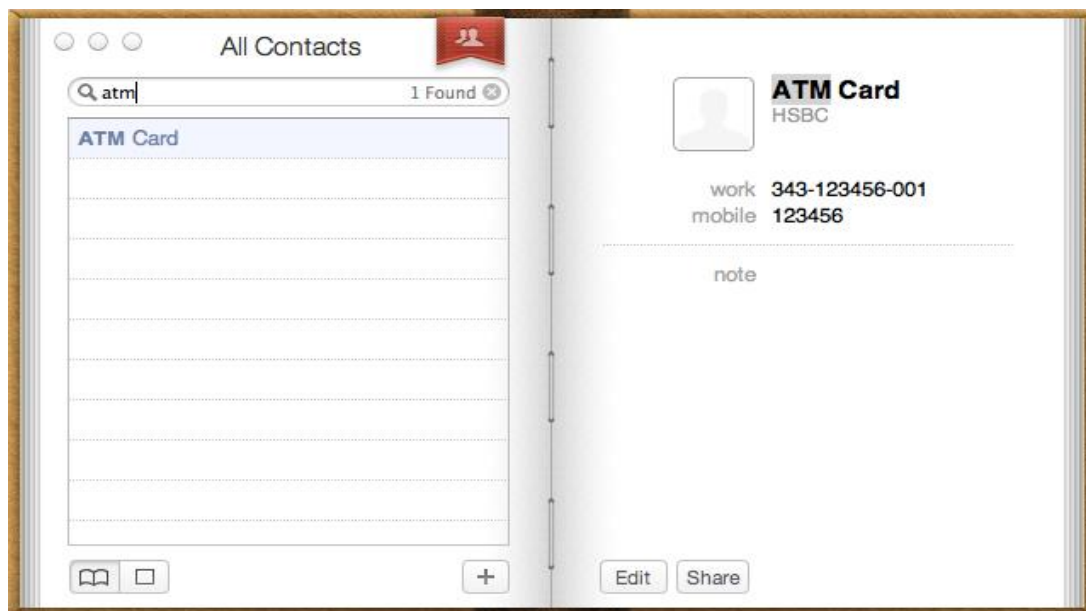 All Contacts
atm
1 Found
ATM Card
ATM Card
HSBC
work 343-123456-001
mobile 123456
note
Edit
Share